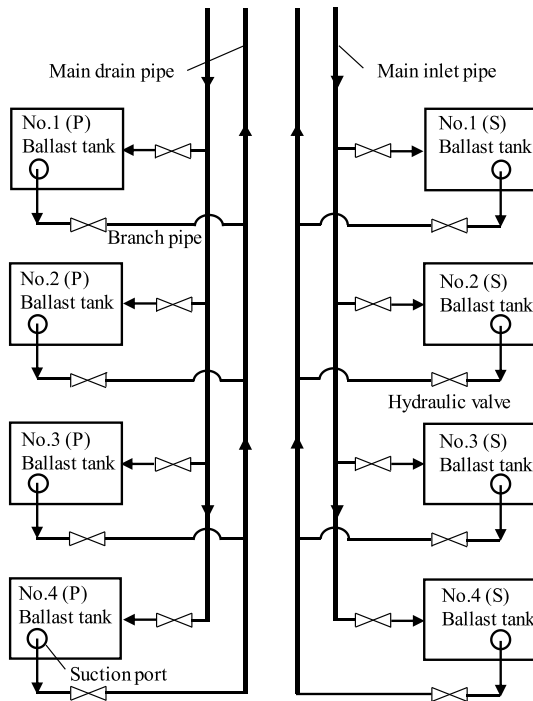 Main drain pipe
Main inlet pipe
No.1 (P)
Ballast tank
No.1 (S)
Ballast tank
Branch pipe
No.2 (P)
Ballast tank
No.2 (S)
Ballast tank
Hydraulic valve
No.3 (P)
Ballast tank
No.3 (S)
Ballast tank
No.4 (P)
Ballast tank
No.4 (S)
Ballast tank
Suction port